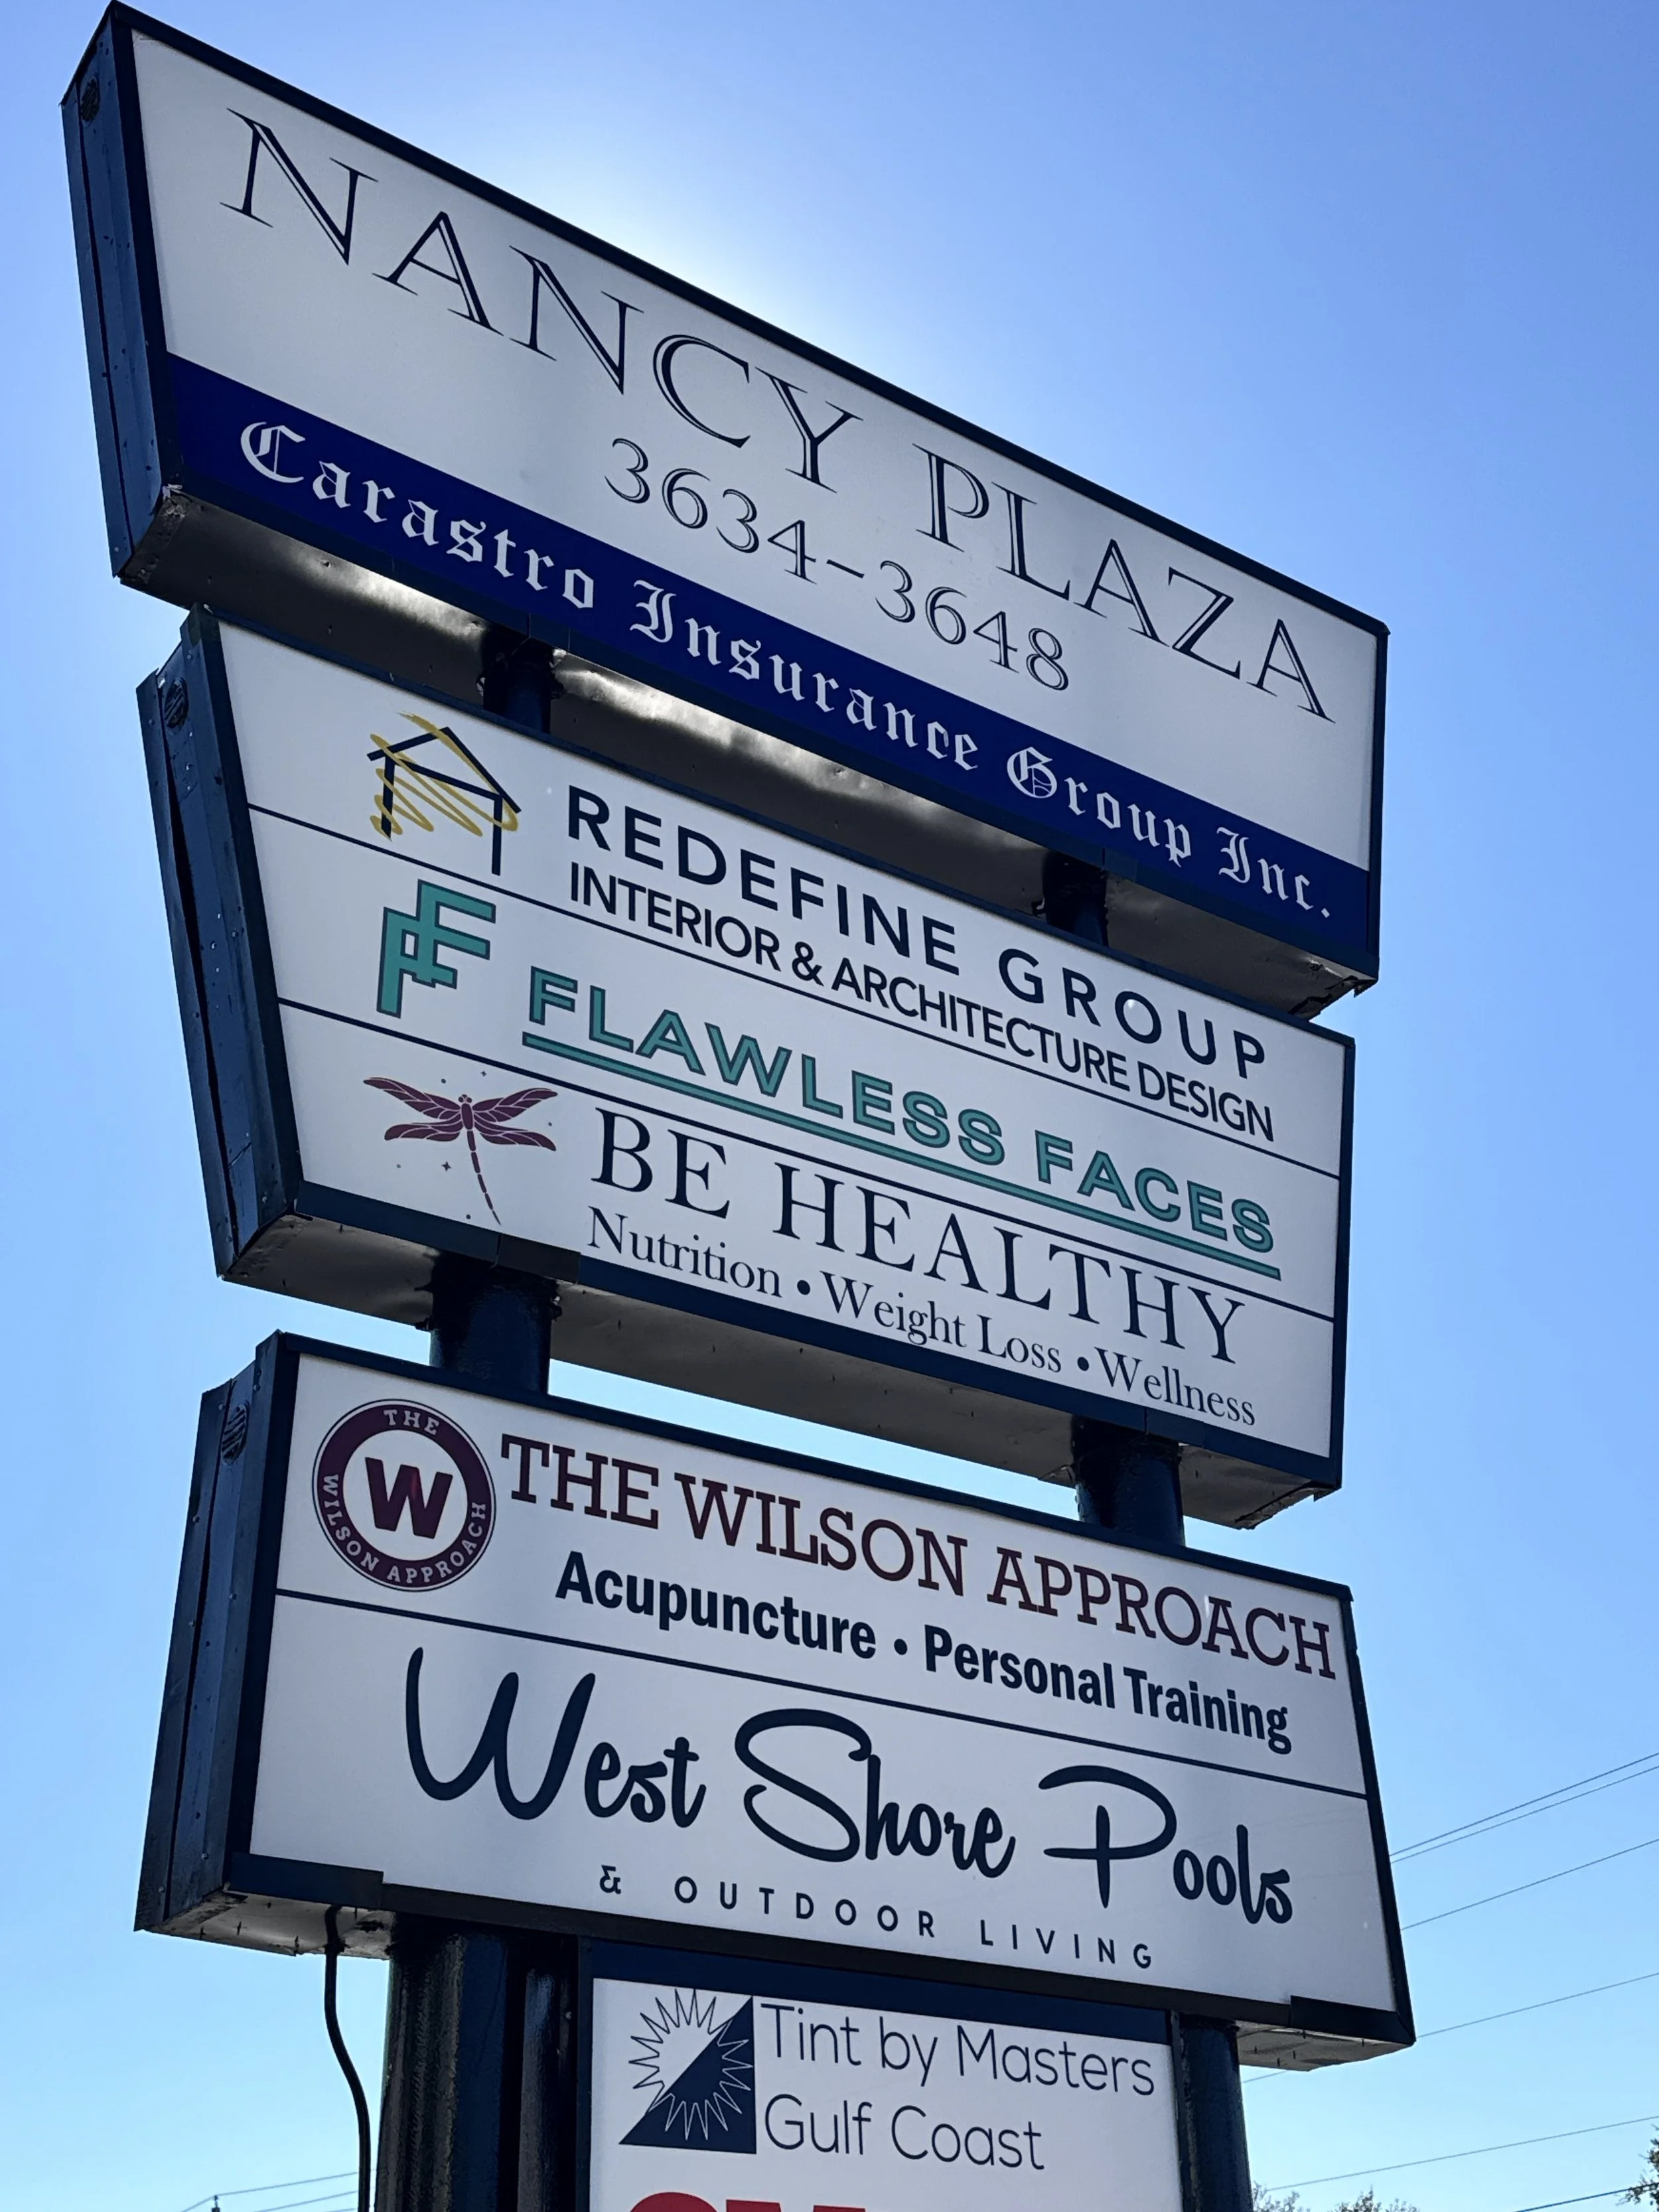 NANCY PLAZA
3634-3648
Carastro Insurance Group Inc.
REDEFINE GROUP
INTERIOR & ARCHITECTURE DESIGN
FF
FLAWLESS FACES
BE HEALTHY
Nutrition • Weight Loss • Wellness
THE
W
WILSON APPROACH
THE WILSON APPROACH
Acupuncture • Personal Training
West Shore Pools
& OUTDOOR LIVING
Tint by Masters
Gulf Coast